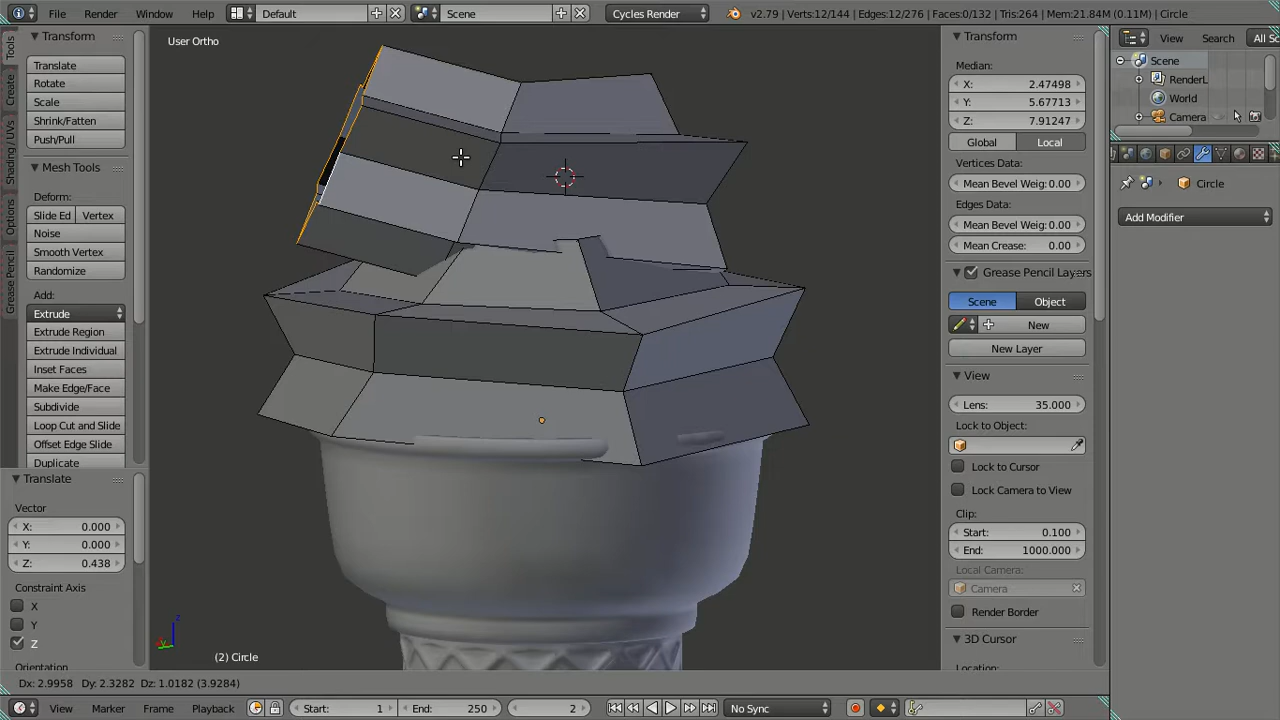 File Render Window Help Default Scene Cycles Render v2.79 | Verts:12/144 | Edges:12/276 | Faces:0/132 | Tris:264 | Mem:21.84M (0.11M) | Circle
Tools
Create
Shading / UVs
Options
Grease Pencil
Transform
Translate
Rotate
Scale
Shrink/Fatten
Push/Pull
Mesh Tools
Deform:
Slide Ed Vertex
Noise
Smooth Vertex
Randomize
Add:
Extrude
Extrude Region
Extrude Individual
Inset Faces
Make Edge/Face
Subdivide
Loop Cut and Slide
Offset Edge Slide
Duplicate
Translate
Vector
X: 0.000
Y: 0.000
Z: 0.438
Constraint Axis
X
Y
Z
Orientation
User Ortho
z
(2) Circle
Dx: 2.9958 Dy: 2.3282 Dz: 1.0182 (3.9284)
Transform
Median:
X: 2.47498
Y: 5.67713
Z: 7.91247
Global Local
Vertices Data:
Mean Bevel Weig: 0.00
Edges Data:
Mean Bevel Weig: 0.00
Mean Crease: 0.00
Grease Pencil Layers
Scene Object
New
New Layer
View
Lens: 35.000
Lock to Object:
Lock to Cursor
Lock Camera to View
Clip:
Start: 0.100
End: 1000.000
Local Camera:
Camera
Render Border
3D Cursor
Location:
View Search All Sc
Scene
RenderL
World
Camera
Circle
Add Modifier
View Marker Frame Playback Start: 1 End: 250 2 No Sync